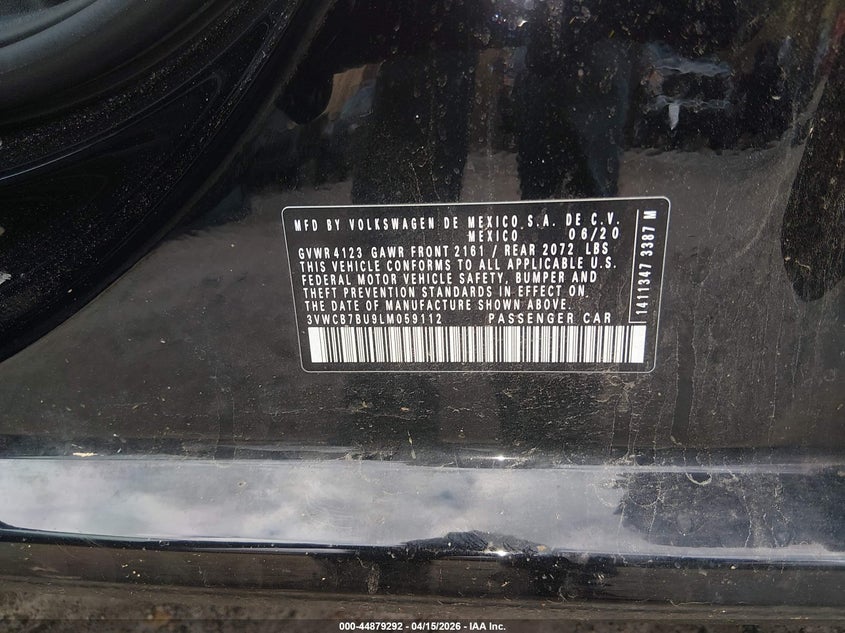 MFD BY VOLKSWAGEN DE MEXICO,S.A. DE C.V.
MEXICO 06/20
GVWR 4123 GAWR FRONT 2161 / REAR 2072 LBS
THIS VEHICLE CONFORMS TO ALL APPLICABLE U.S.
FEDERAL MOTOR VEHICLE SAFETY, BUMPER AND
THEFT PREVENTION STANDARDS IN EFFECT ON
THE DATE OF MANUFACTURE SHOWN ABOVE.
3VWCB7BU9LM059112 PASSENGER CAR
1411347 3387 M
000-44879292 - 04/15/2026 - IAA Inc.